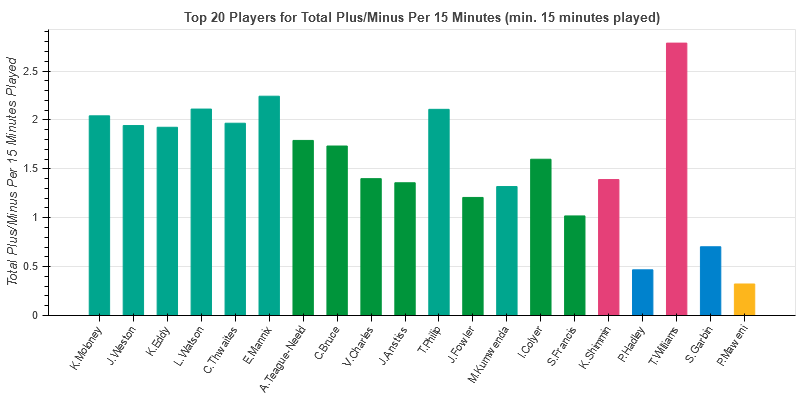 Top 20 Players for Total Plus/Minus Per 15 Minutes (min. 15 minutes played)
Total Plus/Minus Per 15 Minutes Played
2.5
2
1.5
1
0.5
0
K.Moloney
J.Weston
K.Eddy
L.Watson
C.Thwaites
E.Mannix
A.Teague-Neeld
C.Bruce
V.Charles
J.Anstiss
T.Philip
J.Fowler
M.Kumwenda
I.Colyer
S.Francis
K.Shimmin
P.Hadley
T.Williams
S.Garbin
P.Maweni